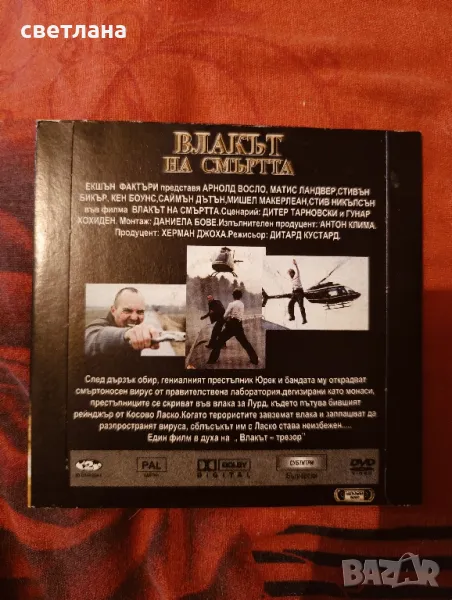 светлана
ВЛАКЪТ
НА СМЪРТТА
ЕКШЪН ФАКТЪРИ представя АРНОЛД ВОСЛО, МАТИС ЛАНДВЕР,СТИВЪН
БИКЪР, КЕН БОУНС,САЙМЪН ДЪТЪН,МИШЕЛ МАКЕРЛЕАН,СТИВ НИКЪЛСЪН
във филма ВЛАКЪТ НА СМЪРТТА.Сценарий: ДИТЕР ТАРНОВСКИ и ГУНАР
ХОХИДЕН. Монтаж: ДАНИЕЛА БОВЕ.Изпълнителен продуцент: АНТОН КЛИМА.
Продуцент: ХЕРМАН ДЖОХА.Режисьор: ДИТАРД КУСТАРД.
След дързък обир, гениалният престъпник Юрек и бандата му открадват
смъртоносен вирус от правителствена лаборатория.дегизирани като монаси,
престъпниците се скриват във влака за Лурд, където пътува бившият
рейнджър от Косово Ласко.Когато терористите завземат влака и заплашват да
разпространят вируса, сблъсъкът им с Ласко става неизбежен....
Един филм в духа на ,, Влакът – трезор"
PAL
DOLBY
DIGITAL
СУБТИТРИ
Български
DVD
VIDEO
BAZAR